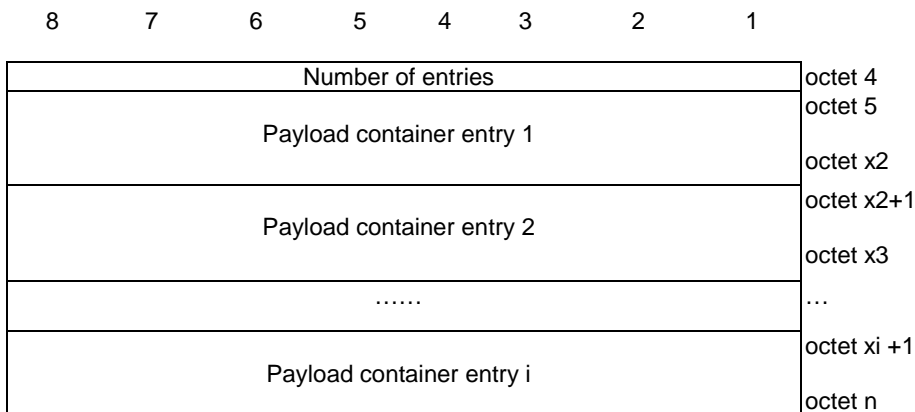 8 7 6 5 4 3 2 1
Number of entries octet 4
octet 5
Payload container entry 1
octet x2
octet x2+1
Payload container entry 2
octet x3
…… …
octet xi +1
Payload container entry i
octet n